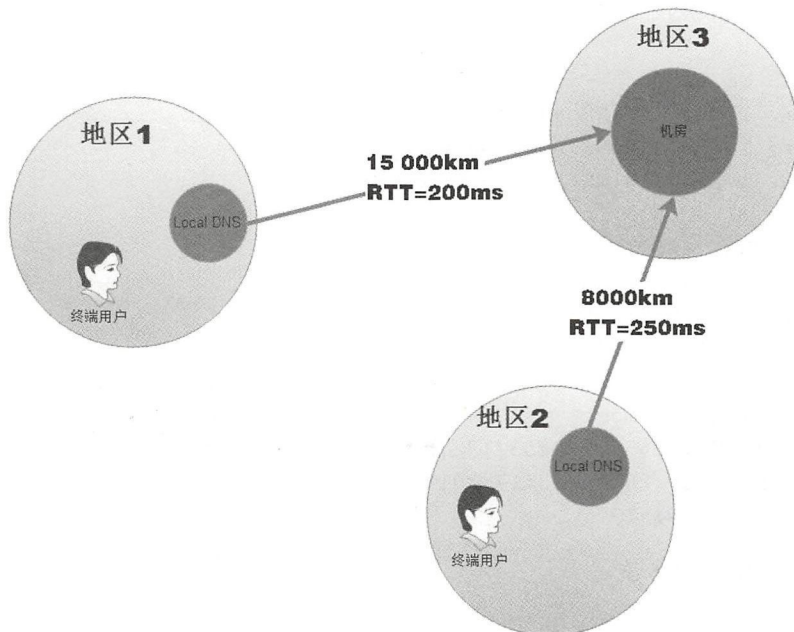 地区1
Local DNS
终端用户
15 000km
RTT=200ms
地区3
机房
8000km
RTT=250ms
地区2
Local DNS
终端用户